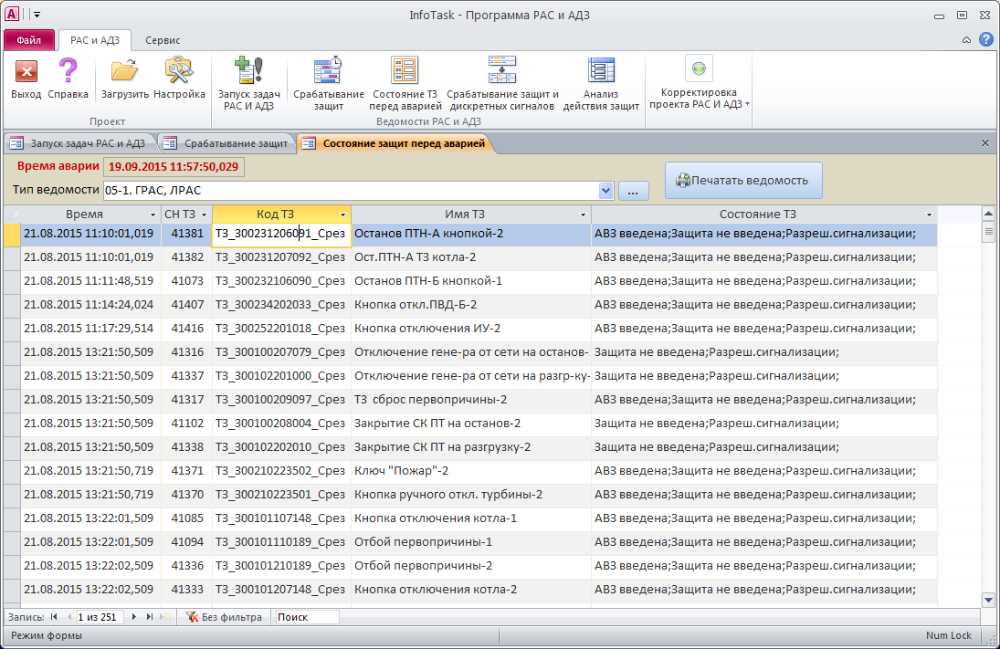 InfoTask - Программа РАС и АДЗ
Файл РАС и АДЗ Сервис
Выход Справка Загрузить Настройка Запуск задач РАС И АДЗ Срабатывание защит Состояние ТЗ перед аварией Срабатывание защит и дискретных сигналов Анализ действия защит Корректировка проекта РАС И АДЗ
Проект Ведомости РАС и АДЗ
Запуск задач РАС и АДЗ Срабатывание защит Состояние защит перед аварией
Время аварии 19.09.2015 11:57:50,029
Тип ведомости 05-1. ГРАС, ЛРАС ... Печатать ведомость
Время СН ТЗ Код ТЗ Имя ТЗ Состояние ТЗ
21.08.2015 11:10:01,019 41381 ТЗ_300231206091_Срез Останов ПТН-А кнопкой-2 АВЗ введена;Защита не введена;Разреш.сигнализации;
21.08.2015 11:10:01,019 41382 ТЗ_300231207092_Срез Ост.ПТН-А ТЗ котла-2 АВЗ введена;Защита не введена;Разреш.сигнализации;
21.08.2015 11:11:48,519 41073 ТЗ_300232106090_Срез Останов ПТН-Б кнопкой-1 АВЗ введена;Защита не введена;Разреш.сигнализации;
21.08.2015 11:14:24,024 41407 ТЗ_300234202033_Срез Кнопка откл.ПВД-Б-2 АВЗ введена;Защита не введена;Разреш.сигнализации;
21.08.2015 11:17:29,514 41416 ТЗ_300252201018_Срез Кнопка отключения ИУ-2 АВЗ введена;Защита не введена;Разреш.сигнализации;
21.08.2015 13:21:50,509 41316 ТЗ_300100207079_Срез Отключение гене-ра от сети на останов- Защита не введена;Разреш.сигнализации;
21.08.2015 13:21:50,509 41337 ТЗ_300102201000_Срез Отключение гене-ра от сети на разгр-ку- Защита не введена;Разреш.сигнализации;
21.08.2015 13:21:50,509 41317 ТЗ_300100209097_Срез ТЗ сброс первопричины-2 АВЗ введена;Защита не введена;Разреш.сигнализации;
21.08.2015 13:21:50,509 41102 ТЗ_300100208004_Срез Закрытие СК ПТ на останов-2 Защита не введена;Разреш.сигнализации;
21.08.2015 13:21:50,509 41338 ТЗ_300102202010_Срез Закрытие СК ПТ на разгрузку-2 Защита не введена;Разреш.сигнализации;
21.08.2015 13:21:50,719 41371 ТЗ_300210223502_Срез Ключ "Пожар"-2 АВЗ введена;Защита не введена;Разреш.сигнализации;
21.08.2015 13:21:50,719 41370 ТЗ_300210223501_Срез Кнопка ручного откл. турбины-2 АВЗ введена;Защита не введена;Разреш.сигнализации;
21.08.2015 13:22:01,509 41085 ТЗ_300101107148_Срез Кнопка отключения котла-1 АВЗ введена;Защита не введена;Разреш.сигнализации;
21.08.2015 13:22:01,509 41094 ТЗ_300101110189_Срез Отбой первопричины-1 АВЗ введена;Защита не введена;Разреш.сигнализации;
21.08.2015 13:22:02,509 41336 ТЗ_300101210189_Срез Отбой первопричины-2 АВЗ введена;Защита не введена;Разреш.сигнализации;
21.08.2015 13:22:02,509 41333 ТЗ_300101207148_Срез Кнопка отключения котла-2 АВЗ введена;Защита не введена;Разреш.сигнализации;
Запись: 1 из 251 Без фильтра Поиск
Режим формы Num Lock